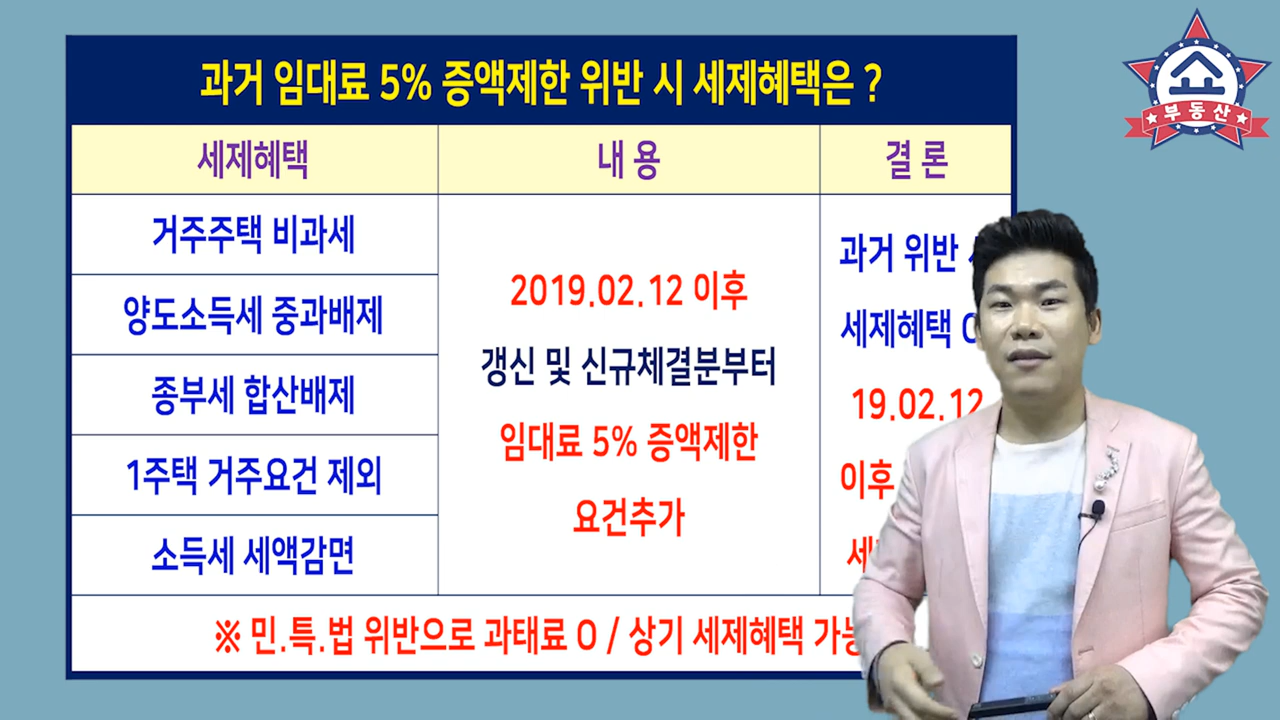 과거 임대료 5% 증액제한 위반 시 세제혜택은 ?
세제혜택
내 용
결 론
거주주택 비과세
양도소득세 중과배제
종부세 합산배제
1주택 거주요건 제외
소득세 세액감면
2019.02.12 이후
갱신 및 신규체결분부터
임대료 5% 증액제한
요건추가
과거 위반
세제혜택
19.02.12
이후
※ 민.특.법 위반으로 과태료 O / 상기 세제혜택
부동산